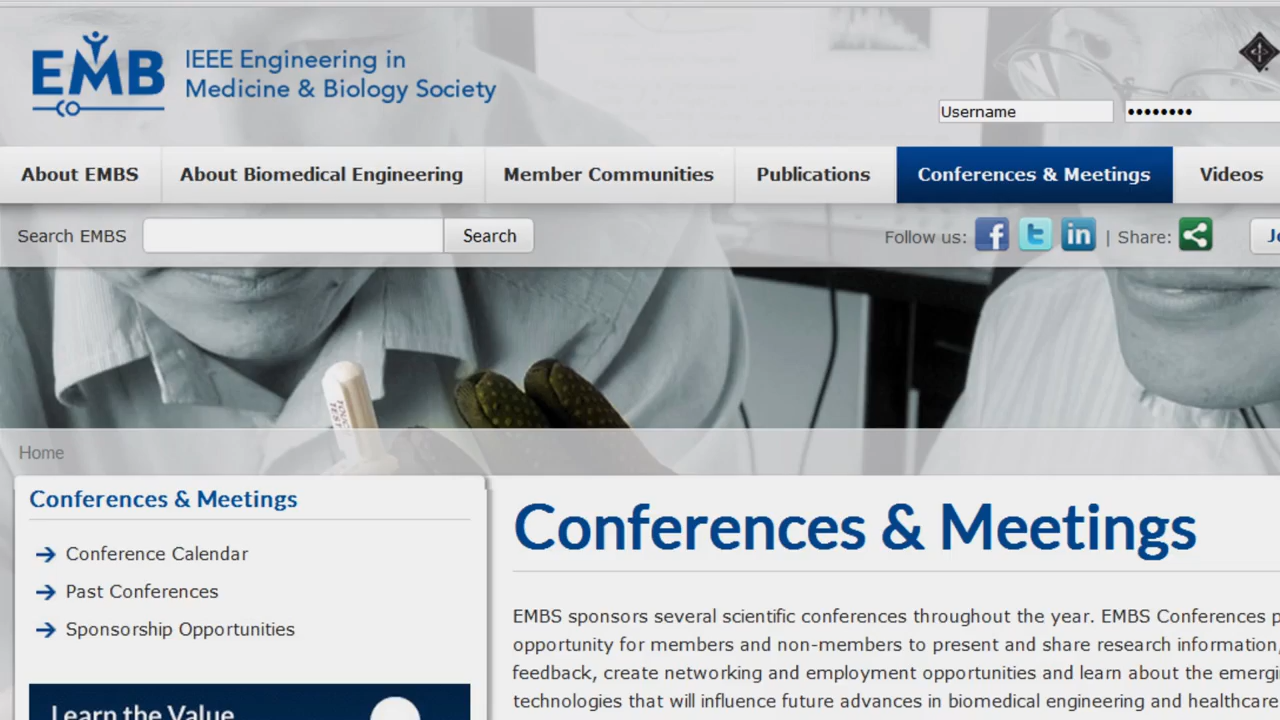 EMB
IEEE Engineering in
Medicine & Biology Society
Username
About EMBS
About Biomedical Engineering
Member Communities
Publications
Conferences & Meetings
Videos
Search EMBS
Search
Follow us:
| Share:
Home
Conferences & Meetings
Conference Calendar
Past Conferences
Sponsorship Opportunities
Learn the Value
Conferences & Meetings
EMBS sponsors several scientific conferences throughout the year. EMBS Conferences
opportunity for members and non-members to present and share research information,
feedback, create networking and employment opportunities and learn about the
technologies that will influence future advances in biomedical engineering and healthcare